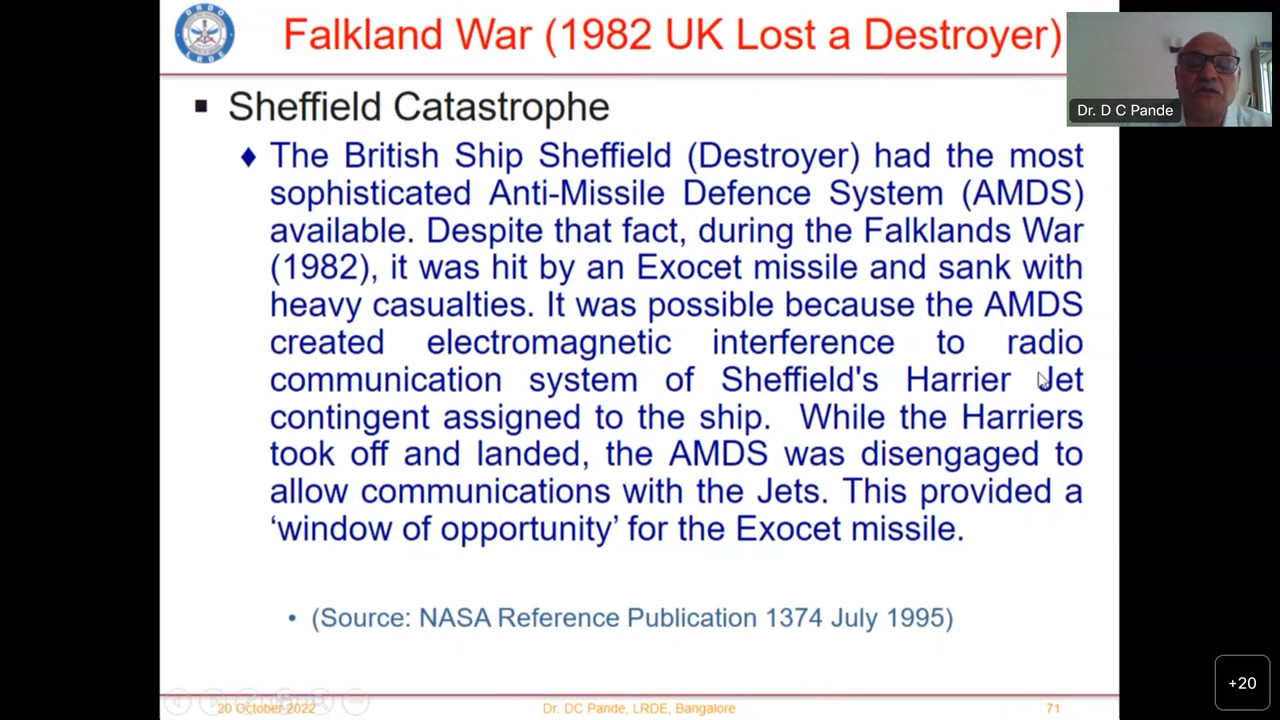 DRDO
LRDE
Falkland War (1982 UK Lost a Destroyer)
Dr. D C Pande
▪ Sheffield Catastrophe
♦ The British Ship Sheffield (Destroyer) had the most
sophisticated Anti-Missile Defence System (AMDS)
available. Despite that fact, during the Falklands War
(1982), it was hit by an Exocet missile and sank with
heavy casualties. It was possible because the AMDS
created electromagnetic interference to radio
communication system of Sheffield's Harrier Jet
contingent assigned to the ship. While the Harriers
took off and landed, the AMDS was disengaged to
allow communications with the Jets. This provided a
‘window of opportunity’ for the Exocet missile.
• (Source: NASA Reference Publication 1374 July 1995)
+20
20 October 2022 Dr. DC Pande, LRDE, Bangalore 71